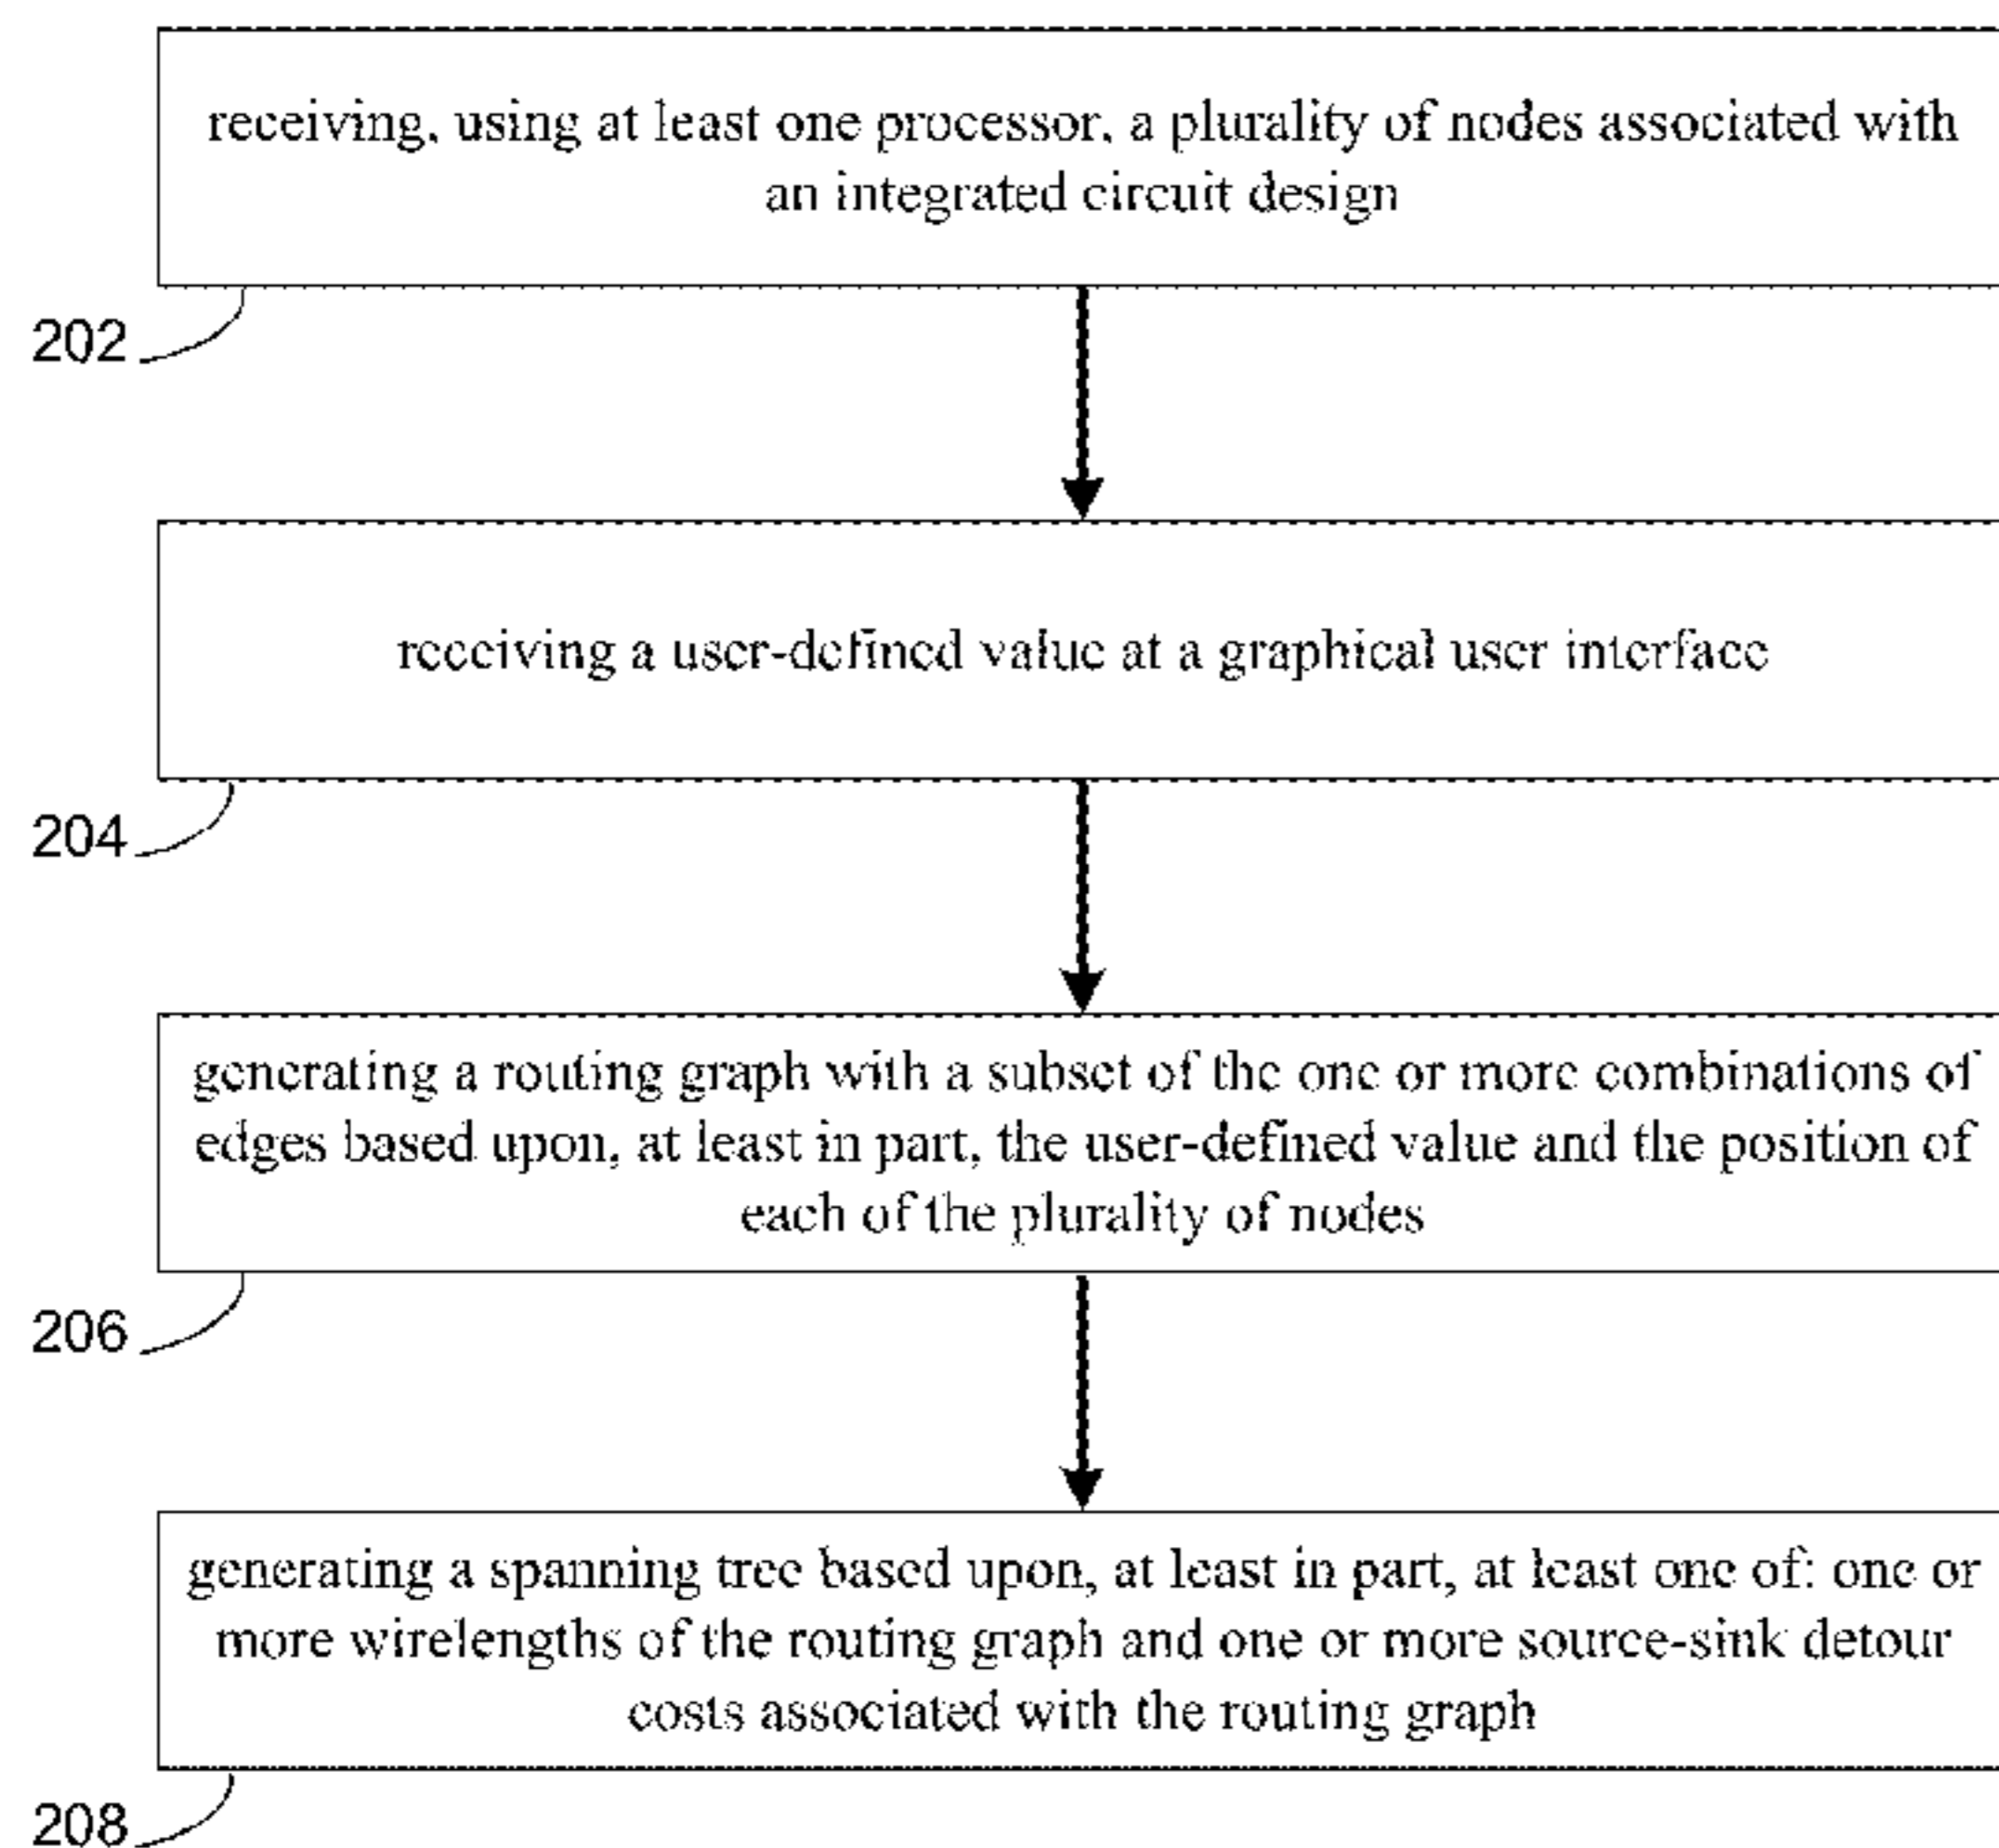 receiving, using at least one processor, a plurality of nodes associated with
an integrated circuit design
202
receiving a user-defined value at a graphical user interface
204
generating a routing graph with a subset of the one or more combinations of
edges based upon, at least in part, the user-defined value and the position of
each of the plurality of nodes
206
generating a spanning tree based upon, at least in part, at least one of: one or
more wirelengths of the routing graph and one or more source-sink detour
costs associated with the routing graph
208